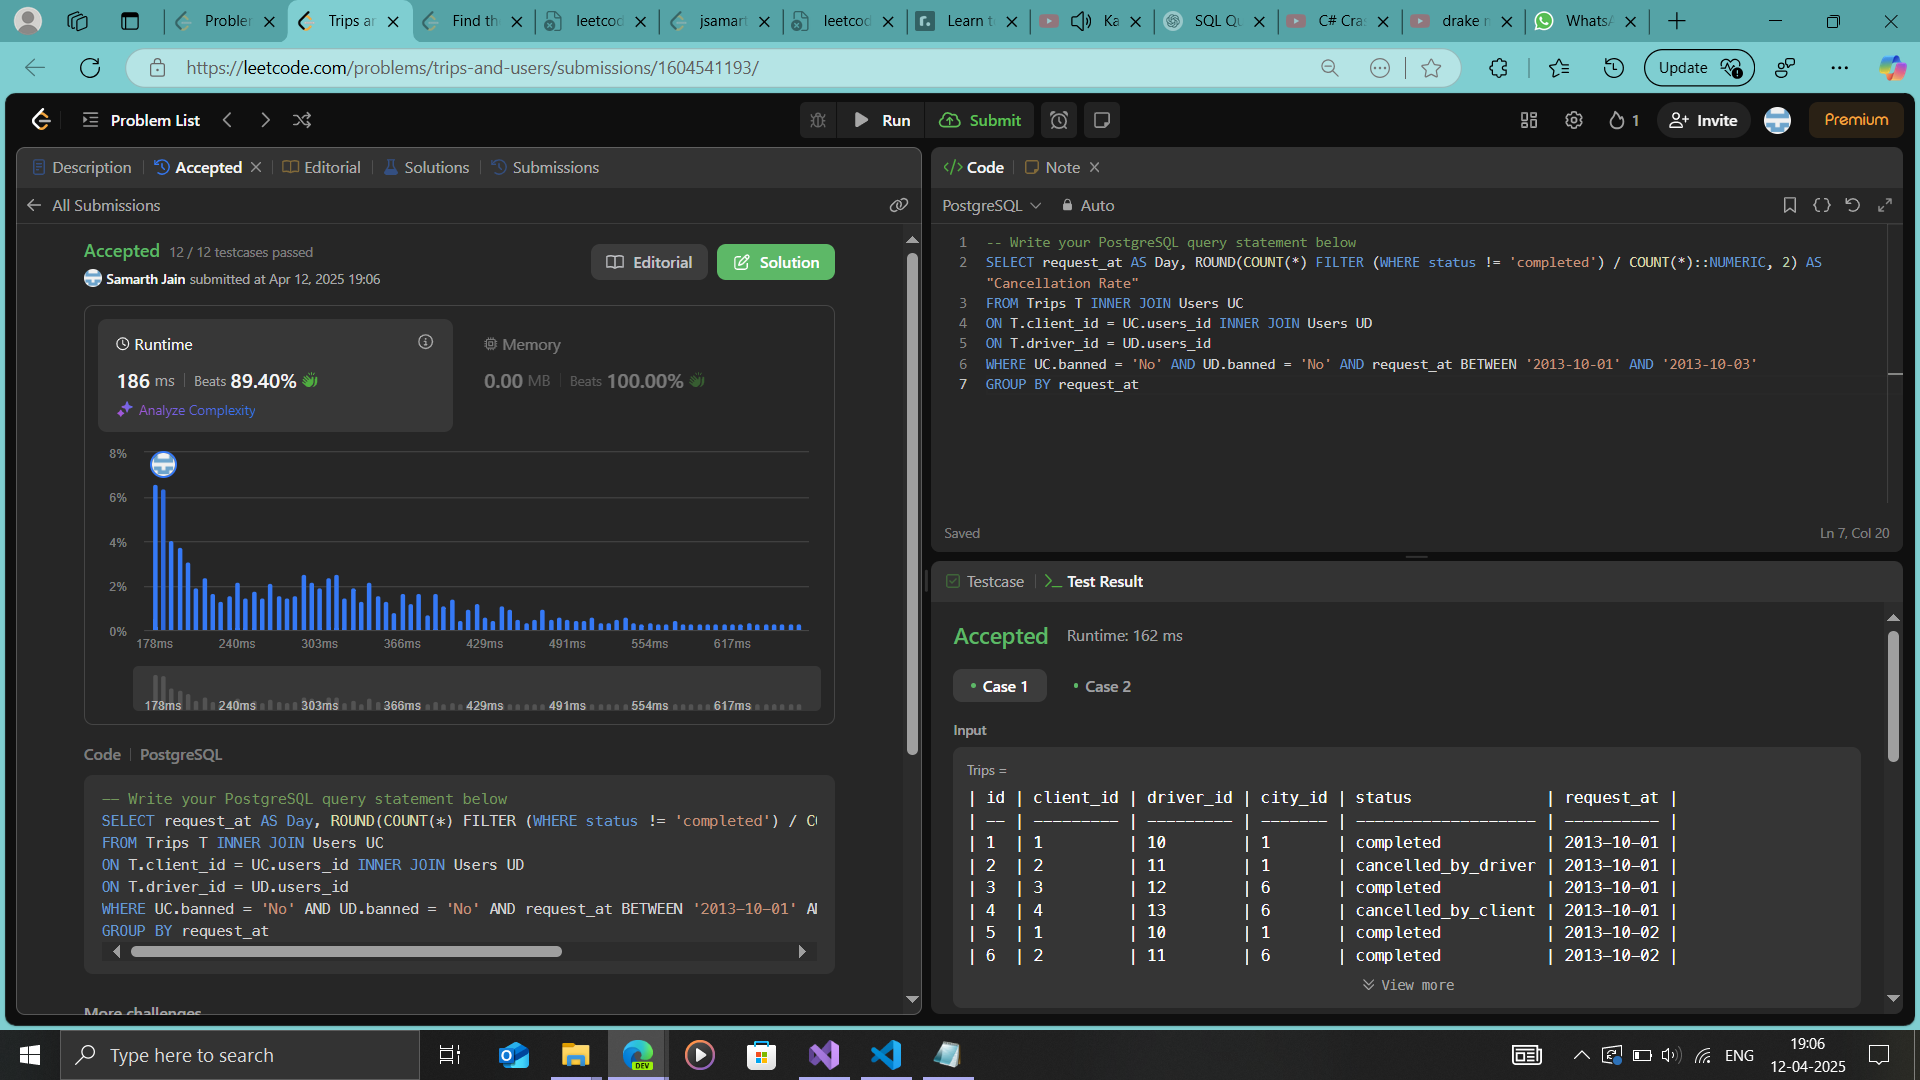 Problem
Trips an
Find the
leetcod
jsamart
leetcod
Learn t
Ka
SQL Qu
C# Cra
drake m
WhatsA
https://leetcode.com/problems/trips-and-users/submissions/1604541193/
Update
Problem List
Run
Submit
1
Invite
Premium
Description
Accepted
Editorial
Solutions
Submissions
All Submissions
Accepted 12 / 12 testcases passed
Samarth Jain submitted at Apr 12, 2025 19:06
Editorial
Solution
Runtime
186 ms Beats 89.40%
Analyze Complexity
Memory
0.00 MB Beats 100.00%
8%
6%
4%
2%
0%
178ms 240ms 303ms 366ms 429ms 491ms 554ms 617ms
178ms 240ms 303ms 366ms 429ms 491ms 554ms 617ms
Code PostgreSQL
-- Write your PostgreSQL query statement below
SELECT request_at AS Day, ROUND(COUNT(*) FILTER (WHERE status != 'completed') / CO
FROM Trips T INNER JOIN Users UC
ON T.client_id = UC.users_id INNER JOIN Users UD
ON T.driver_id = UD.users_id
WHERE UC.banned = 'No' AND UD.banned = 'No' AND request_at BETWEEN '2013-10-01' AN
GROUP BY request_at
More challenges
Code
Note
PostgreSQL
Auto
1 -- Write your PostgreSQL query statement below
2 SELECT request_at AS Day, ROUND(COUNT(*) FILTER (WHERE status != 'completed') / COUNT(*)::NUMERIC, 2) AS
"Cancellation Rate"
3 FROM Trips T INNER JOIN Users UC
4 ON T.client_id = UC.users_id INNER JOIN Users UD
5 ON T.driver_id = UD.users_id
6 WHERE UC.banned = 'No' AND UD.banned = 'No' AND request_at BETWEEN '2013-10-01' AND '2013-10-03'
7 GROUP BY request_at
Saved
Ln 7, Col 20
Testcase
Test Result
Accepted Runtime: 162 ms
Case 1
Case 2
Input
Trips =
| id | client_id | driver_id | city_id | status | request_at |
| -- | --------- | --------- | ------- | ------------------- | ---------- |
| 1 | 1 | 10 | 1 | completed | 2013-10-01 |
| 2 | 2 | 11 | 1 | cancelled_by_driver | 2013-10-01 |
| 3 | 3 | 12 | 6 | completed | 2013-10-01 |
| 4 | 4 | 13 | 6 | cancelled_by_client | 2013-10-01 |
| 5 | 1 | 10 | 1 | completed | 2013-10-02 |
| 6 | 2 | 11 | 6 | completed | 2013-10-02 |
View more
Type here to search
DEV
ENG
19:06
12-04-2025